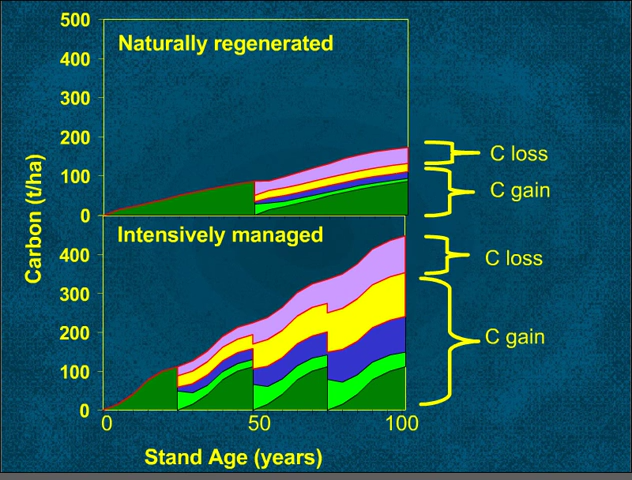 500
Naturally regenerated
400
300
200
C loss
100
C gain
0
Carbon (t/ha)
Intensively managed
400
C loss
300
C gain
200
100
0
0 50 100
Stand Age (years)